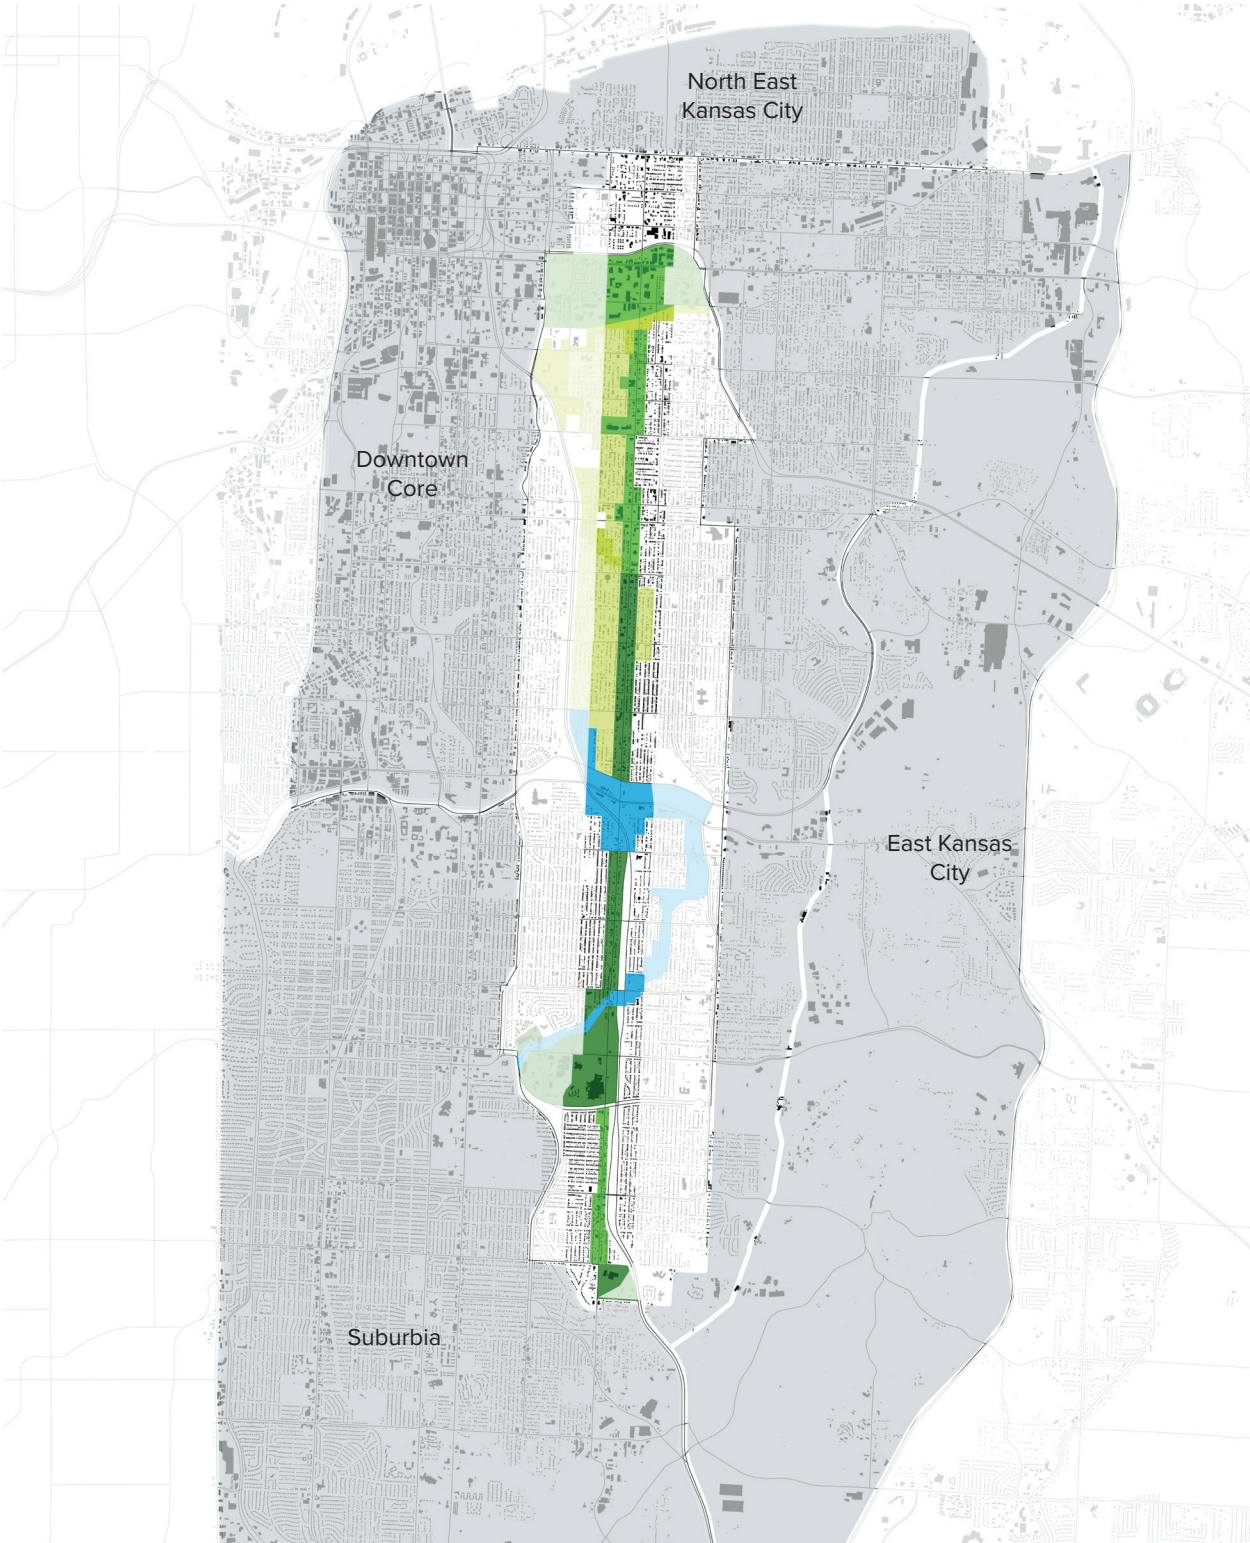 North East
Kansas City
Downtown
Core
East Kansas
City
Suburbia